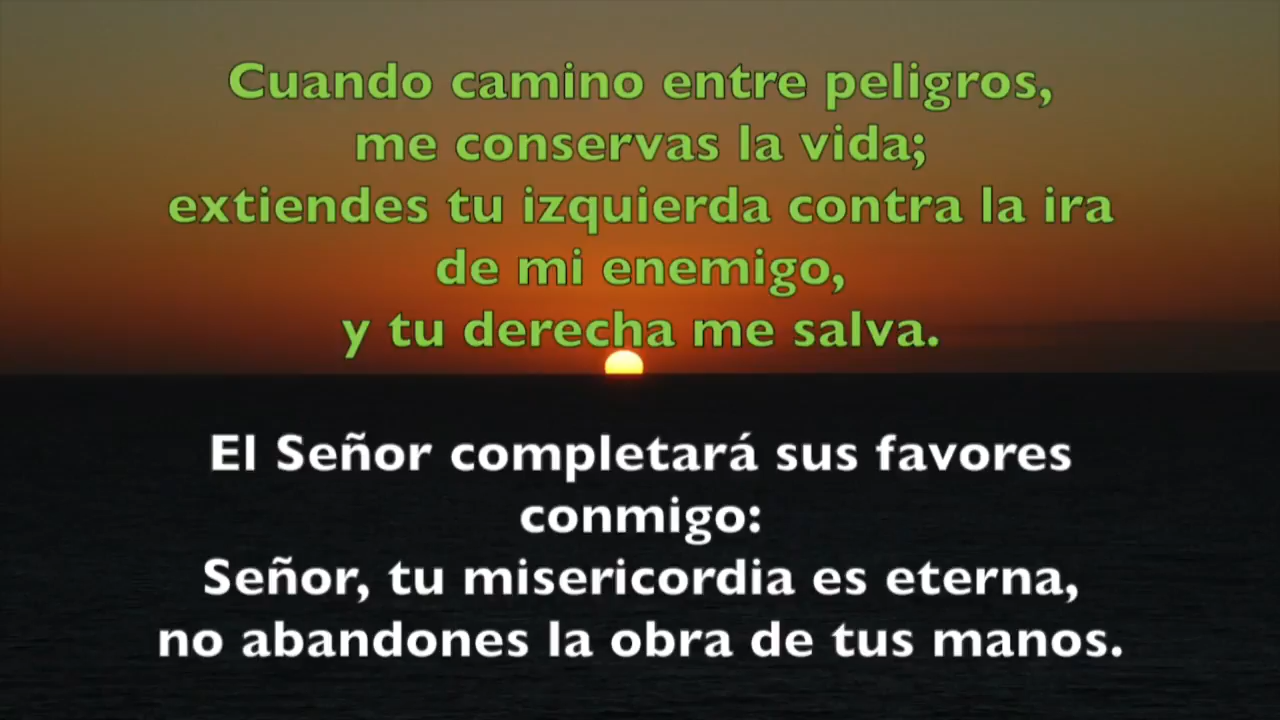 Cuando camino entre peligros,
me conservas la vida;
extiendes tu izquierda contra la ira
de mi enemigo,
y tu derecha me salva.
El Señor completará sus favores
conmigo:
Señor, tu misericordia es eterna,
no abandones la obra de tus manos.